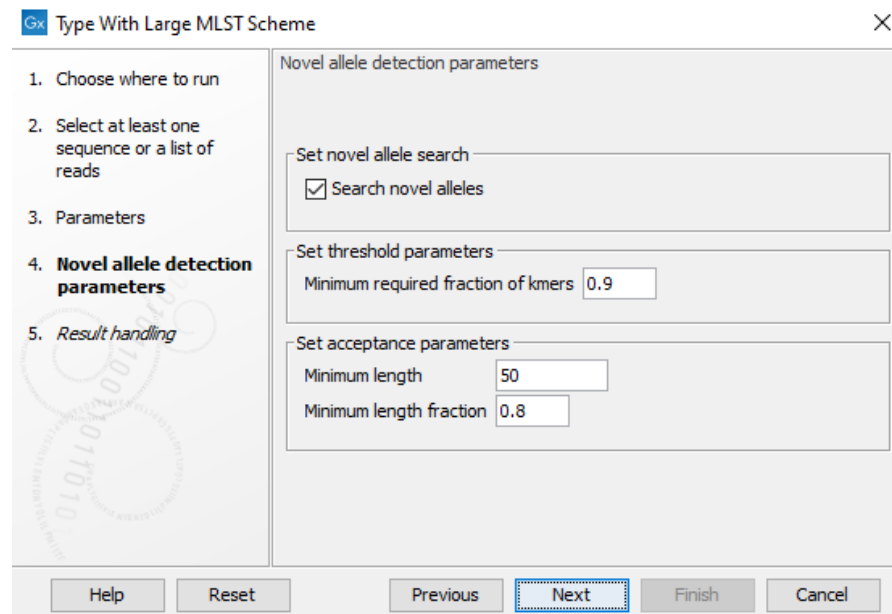 Gx Type With Large MLST Scheme
1. Choose where to run
2. Select at least one
sequence or a list of
reads
3. Parameters
4. Novel allele detection
parameters
5. Result handling
Novel allele detection parameters
Set novel allele search
Search novel alleles
Set threshold parameters
Minimum required fraction of kmers 0.9
Set acceptance parameters
Minimum length 50
Minimum length fraction 0.8
Help Reset Previous Next Finish Cancel